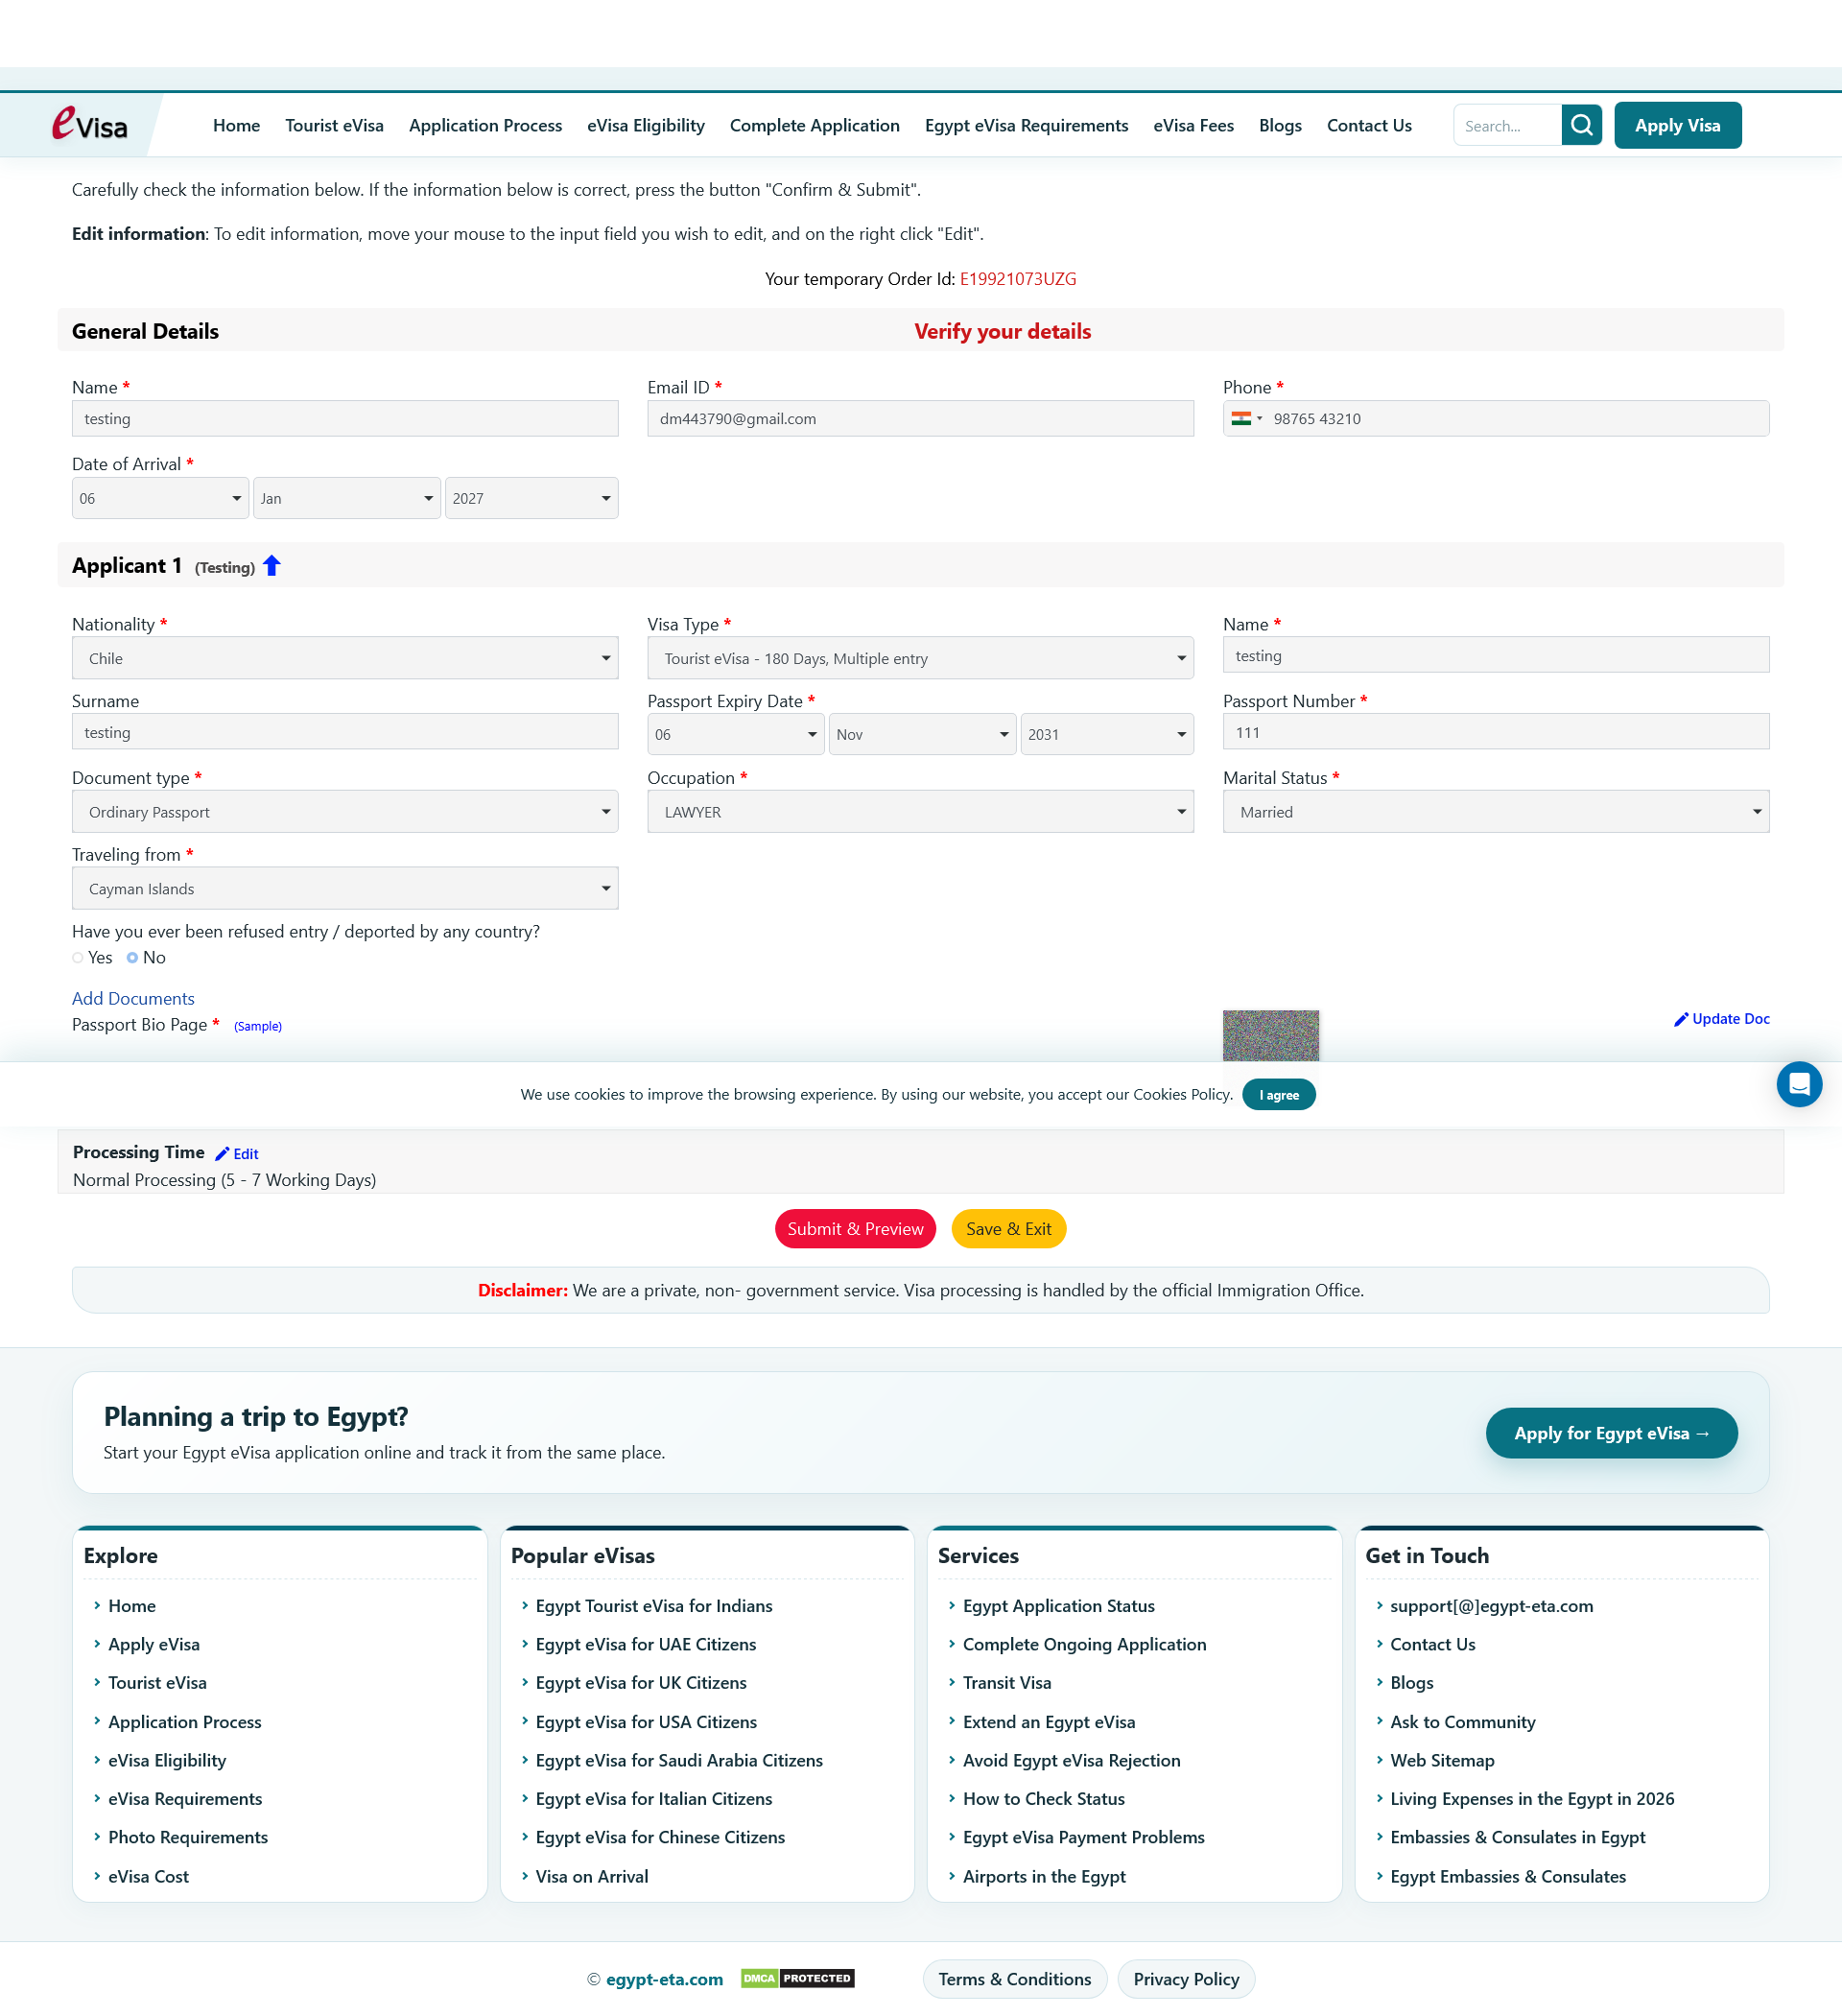 eVisa
Home Tourist eVisa Application Process eVisa Eligibility Complete Application Egypt eVisa Requirements eVisa Fees Blogs Contact Us Search... Apply Visa
Carefully check the information below. If the information below is correct, press the button "Confirm & Submit".
Edit information: To edit information, move your mouse to the input field you wish to edit, and on the right click "Edit".
Your temporary Order Id: E19921073UZG
General Details Verify your details
Name * Email ID * Phone *
testing dm443790@gmail.com 98765 43210
Date of Arrival *
06 Jan 2027
Applicant 1 (Testing)
Nationality * Visa Type * Name *
Chile Tourist eVisa - 180 Days, Multiple entry testing
Surname Passport Expiry Date * Passport Number *
testing 06 Nov 2031 111
Document type * Occupation * Marital Status *
Ordinary Passport LAWYER Married
Traveling from *
Cayman Islands
Have you ever been refused entry / deported by any country?
Yes No
Add Documents
Passport Bio Page * (Sample) Update Doc
We use cookies to improve the browsing experience. By using our website, you accept our Cookies Policy. I agree
Processing Time Edit
Normal Processing (5 - 7 Working Days)
Submit & Preview Save & Exit
Disclaimer: We are a private, non- government service. Visa processing is handled by the official Immigration Office.
Planning a trip to Egypt?
Start your Egypt eVisa application online and track it from the same place.
Apply for Egypt eVisa →
Explore
Home
Apply eVisa
Tourist eVisa
Application Process
eVisa Eligibility
eVisa Requirements
Photo Requirements
eVisa Cost
Popular eVisas
Egypt Tourist eVisa for Indians
Egypt eVisa for UAE Citizens
Egypt eVisa for UK Citizens
Egypt eVisa for USA Citizens
Egypt eVisa for Saudi Arabia Citizens
Egypt eVisa for Italian Citizens
Egypt eVisa for Chinese Citizens
Visa on Arrival
Services
Egypt Application Status
Complete Ongoing Application
Transit Visa
Extend an Egypt eVisa
Avoid Egypt eVisa Rejection
How to Check Status
Egypt eVisa Payment Problems
Airports in the Egypt
Get in Touch
support[@]egypt-eta.com
Contact Us
Blogs
Ask to Community
Web Sitemap
Living Expenses in the Egypt in 2026
Embassies & Consulates in Egypt
Egypt Embassies & Consulates
© egypt-eta.com DMCA PROTECTED Terms & Conditions Privacy Policy